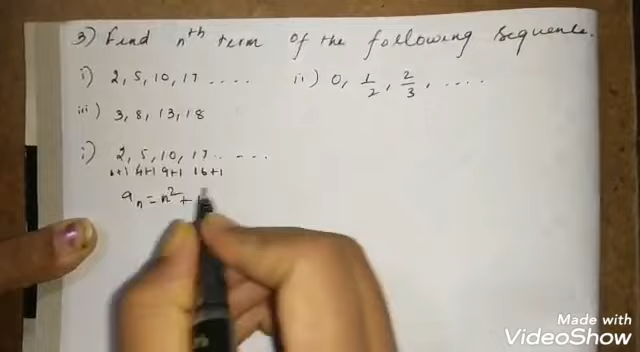 3) Find nth term of the following sequence.
i) 2, 5, 10, 17 .... ii) 0, 1/2, 2/3, ....
iii) 3, 8, 13, 18
i) 2, 5, 10, 17 .. - ...
1+1 4+1 9+1 16+1
an = n² +
Made with
VideoShow